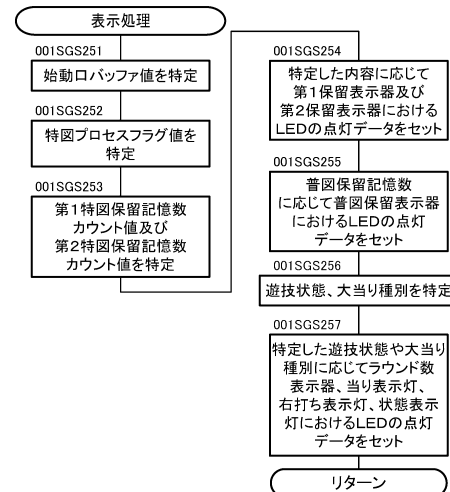 表示処理
001SGS251
始動口バッファ値を特定
001SGS252
特図プロセスフラグ値を
特定
001SGS253
第1特図保留記憶数
カウント値及び
第2特図保留記憶数
カウント値を特定
001SGS254
特定した内容に応じて
第1保留表示器及び
第2保留表示器における
LEDの点灯データをセット
001SGS255
普図保留記憶数
に応じて普図保留表示器
におけるLEDの点灯
データをセット
001SGS256
遊技状態、大当り種別を特定
001SGS257
特定した遊技状態や大当り
種別に応じてラウンド数
表示器、当り表示灯、
右打ち表示灯、状態表示
灯におけるLEDの点灯
データをセット
リターン